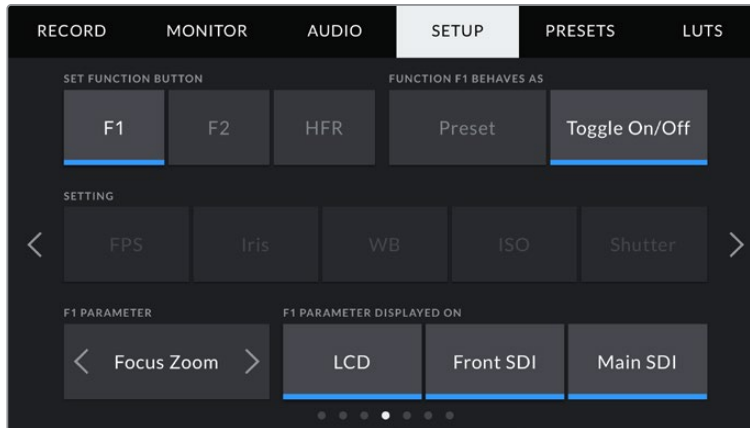 RECORD MONITOR AUDIO SETUP PRESETS LUTS
SET FUNCTION BUTTON FUNCTION F1 BEHAVES AS
F1 F2 HFR Preset Toggle On/Off
SETTING
FPS Iris WB ISO Shutter
F1 PARAMETER F1 PARAMETER DISPLAYED ON
Focus Zoom LCD Front SDI Main SDI